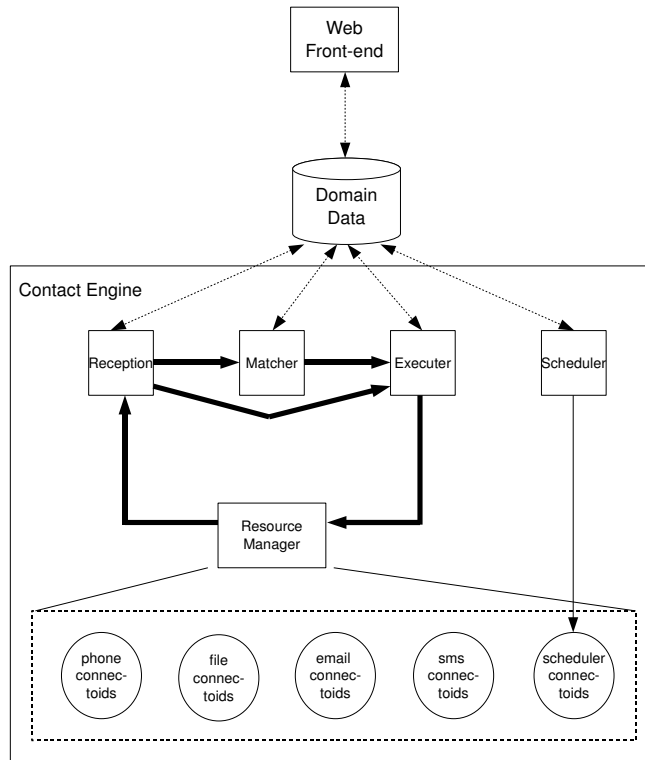 Web
Front-end
Domain
Data
Contact Engine
Reception
Matcher
Executer
Scheduler
Resource
Manager
phone
connec-
toids
file
connec-
toids
email
connec-
toids
sms
connec-
toids
scheduler
connec-
toids